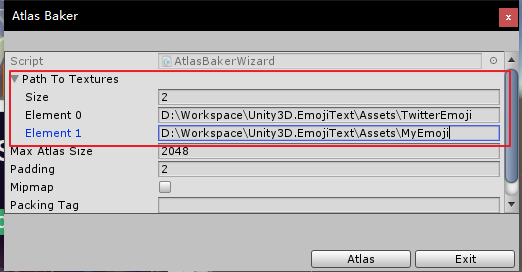 Atlas Baker
x
Script AtlasBakerWizard
Path To Textures
Size 2
Element 0 D:\Workspace\Unity3D.EmojiText\Assets\TwitterEmoji
Element 1 D:\Workspace\Unity3D.EmojiText\Assets\MyEmoji
Max Atlas Size 2048
Padding 2
Mipmap
Packing Tag
Atlas Exit